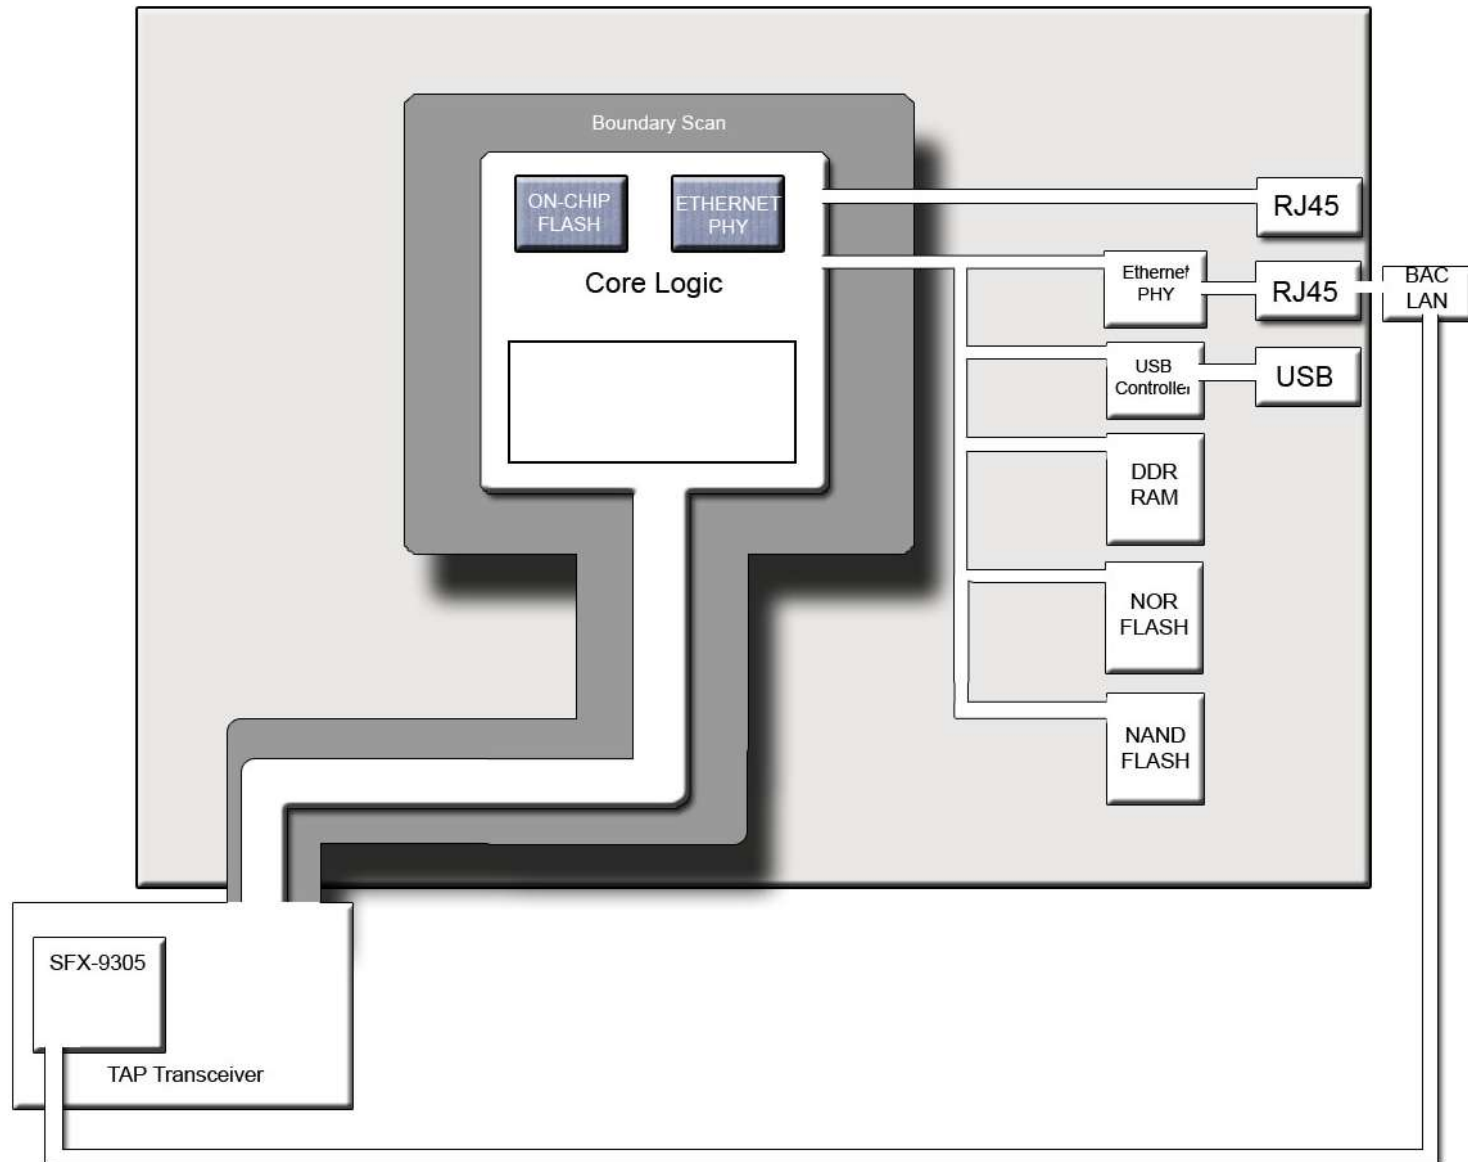 Boundary Scan
ON-CHIP
FLASH
ETHERNET
PHY
Core Logic
RJ45
Ethernet
PHY
RJ45
BAC
LAN
USB
Controller
USB
DDR
RAM
NOR
FLASH
NAND
FLASH
SFX-9305
TAP Transceiver